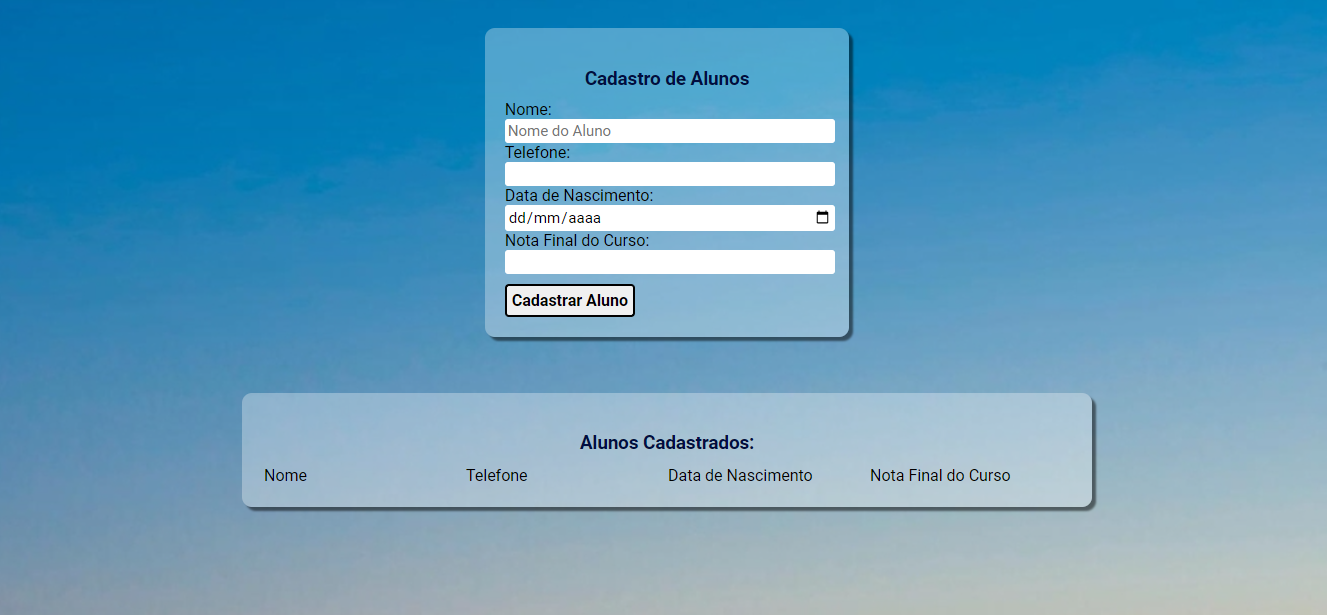 Cadastro de Alunos
Nome:
Nome do Aluno
Telefone:
Data de Nascimento:
dd/mm/aaaa
Nota Final do Curso:
Cadastrar Aluno
Alunos Cadastrados:
Nome Telefone Data de Nascimento Nota Final do Curso